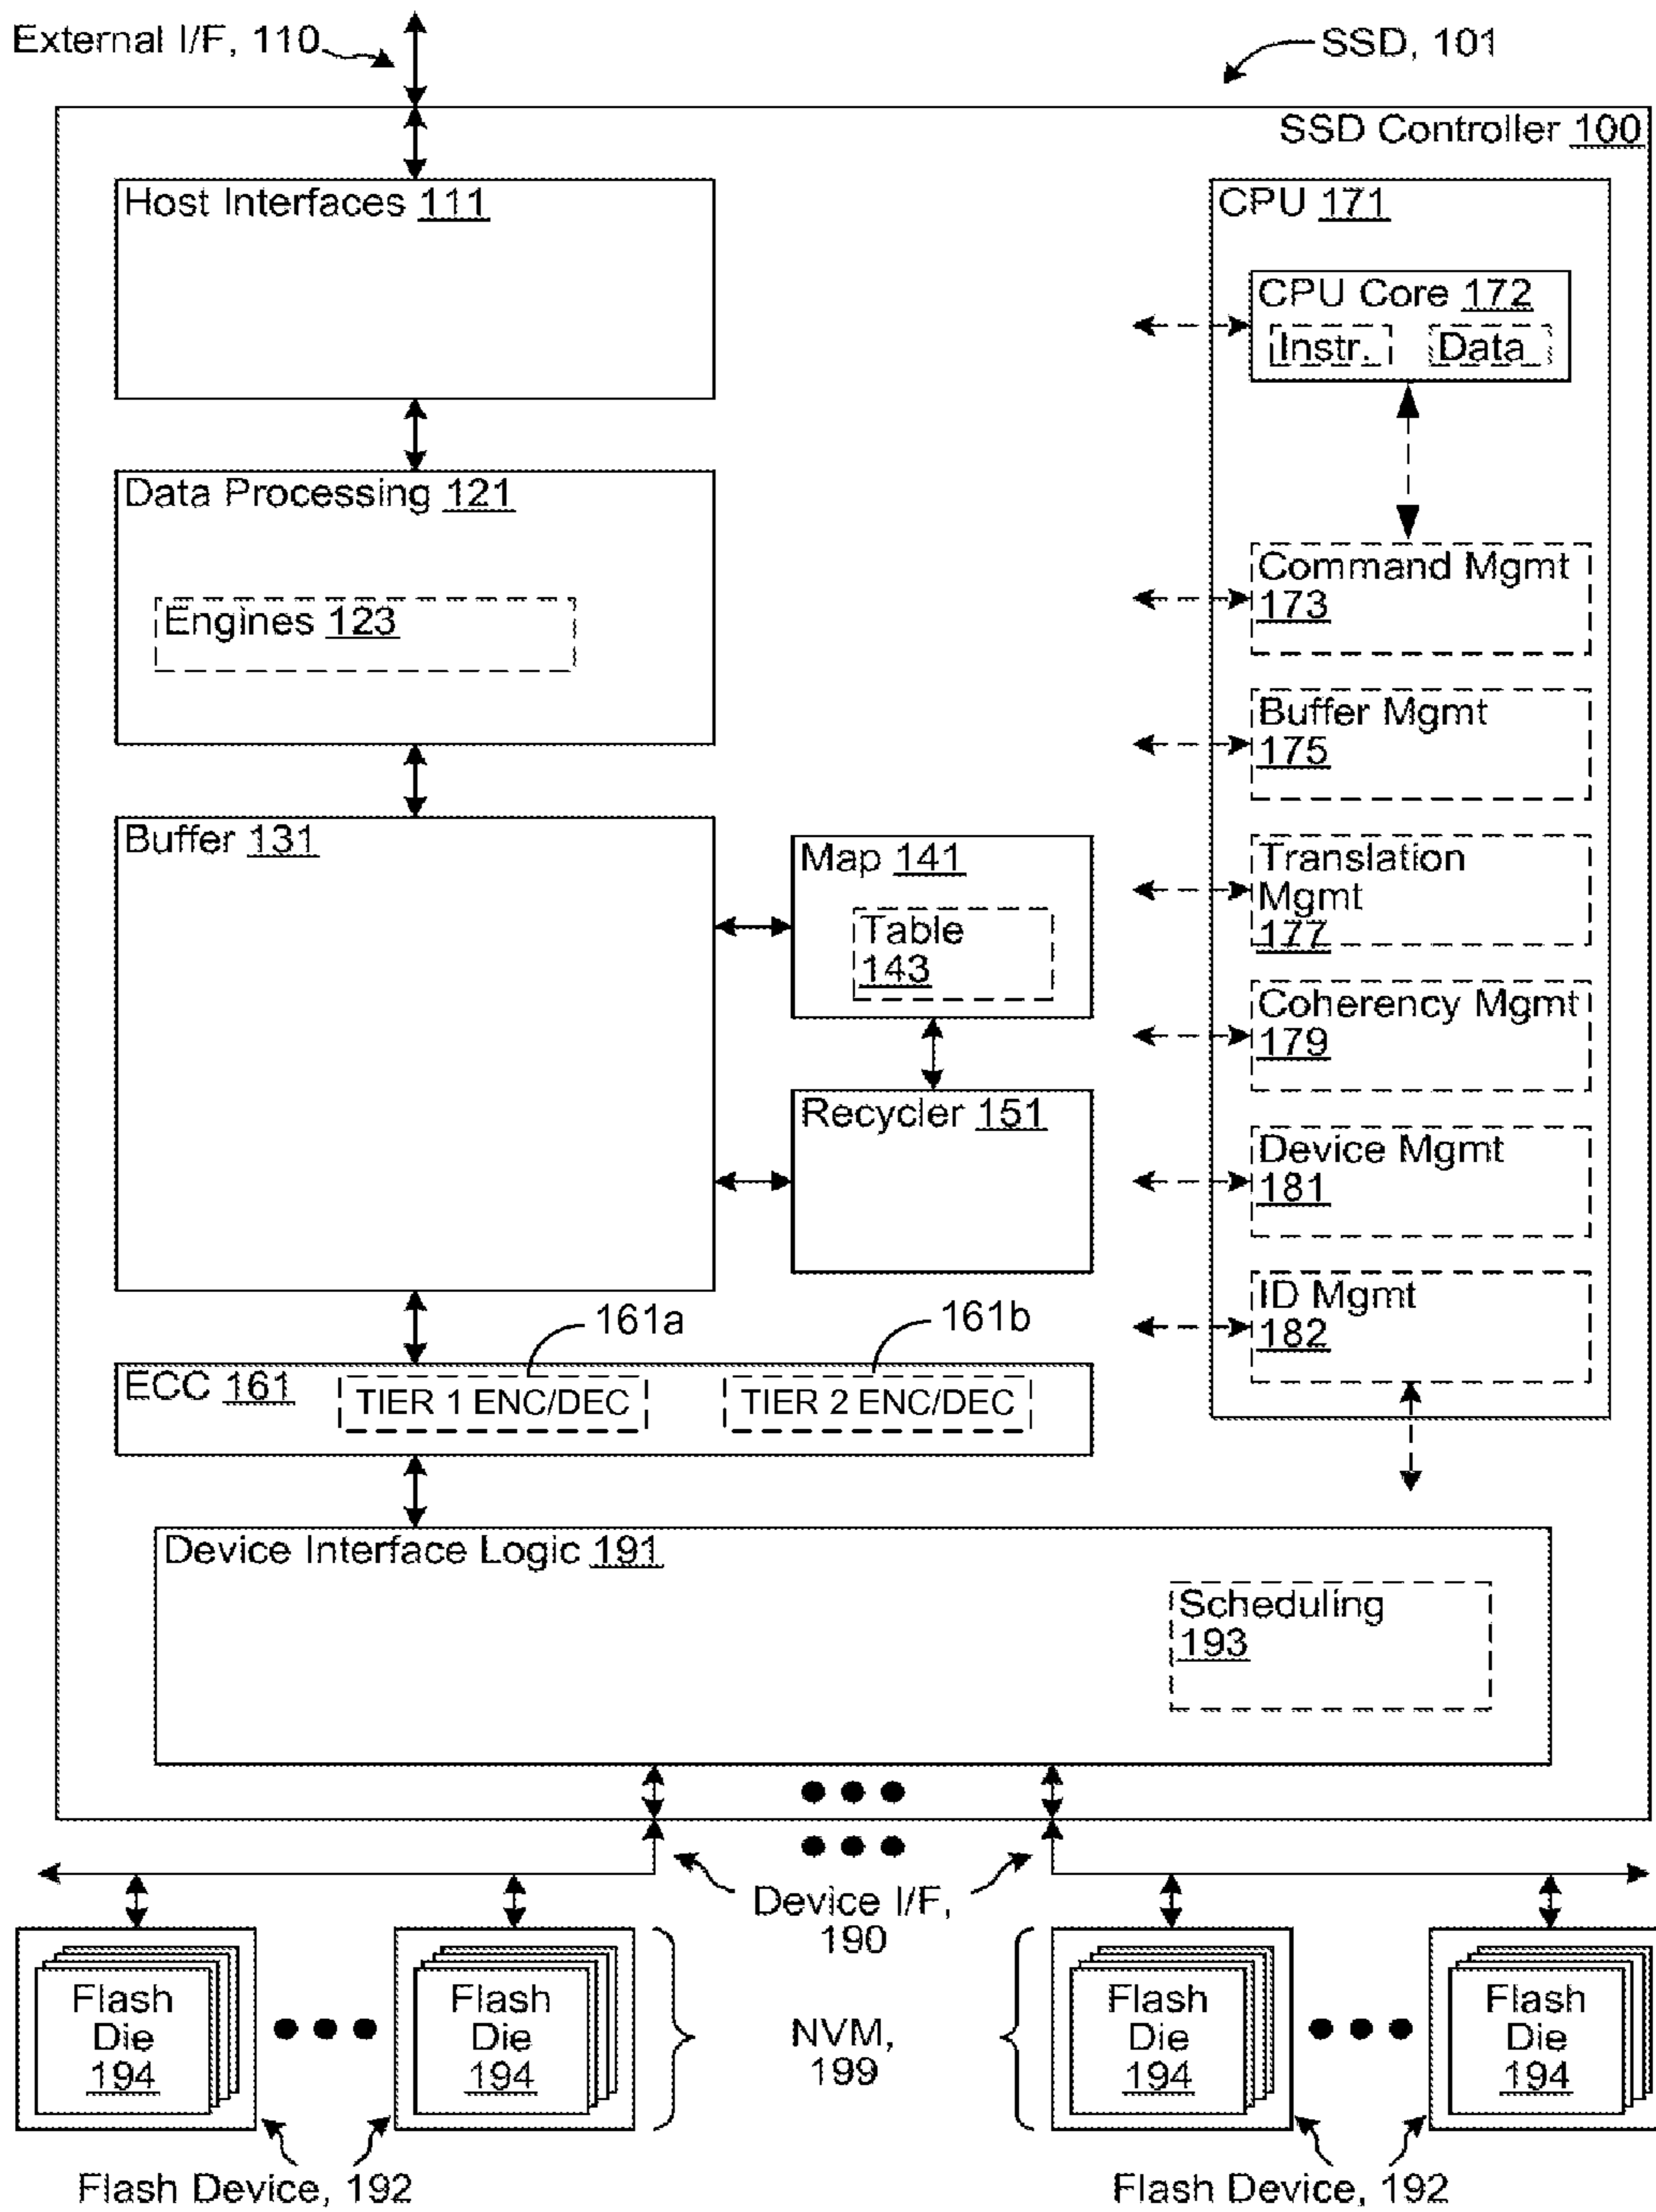 External I/F, 110
SSD, 101
SSD Controller 100
Host Interfaces 111
CPU 171
CPU Core 172
Instr. Data
Data Processing 121
Engines 123
Command Mgmt
173
Buffer Mgmt
175
Buffer 131
Map 141
Table
143
Translation
Mgmt
177
Coherency Mgmt
179
Recycler 151
Device Mgmt
181
ID Mgmt
182
161a
161b
ECC 161
TIER 1 ENC/DEC
TIER 2 ENC/DEC
Device Interface Logic 191
Scheduling
193
Device I/F,
190
Flash
Die
194
Flash
Die
194
NVM,
199
Flash
Die
194
Flash
Die
194
Flash Device, 192
Flash Device, 192